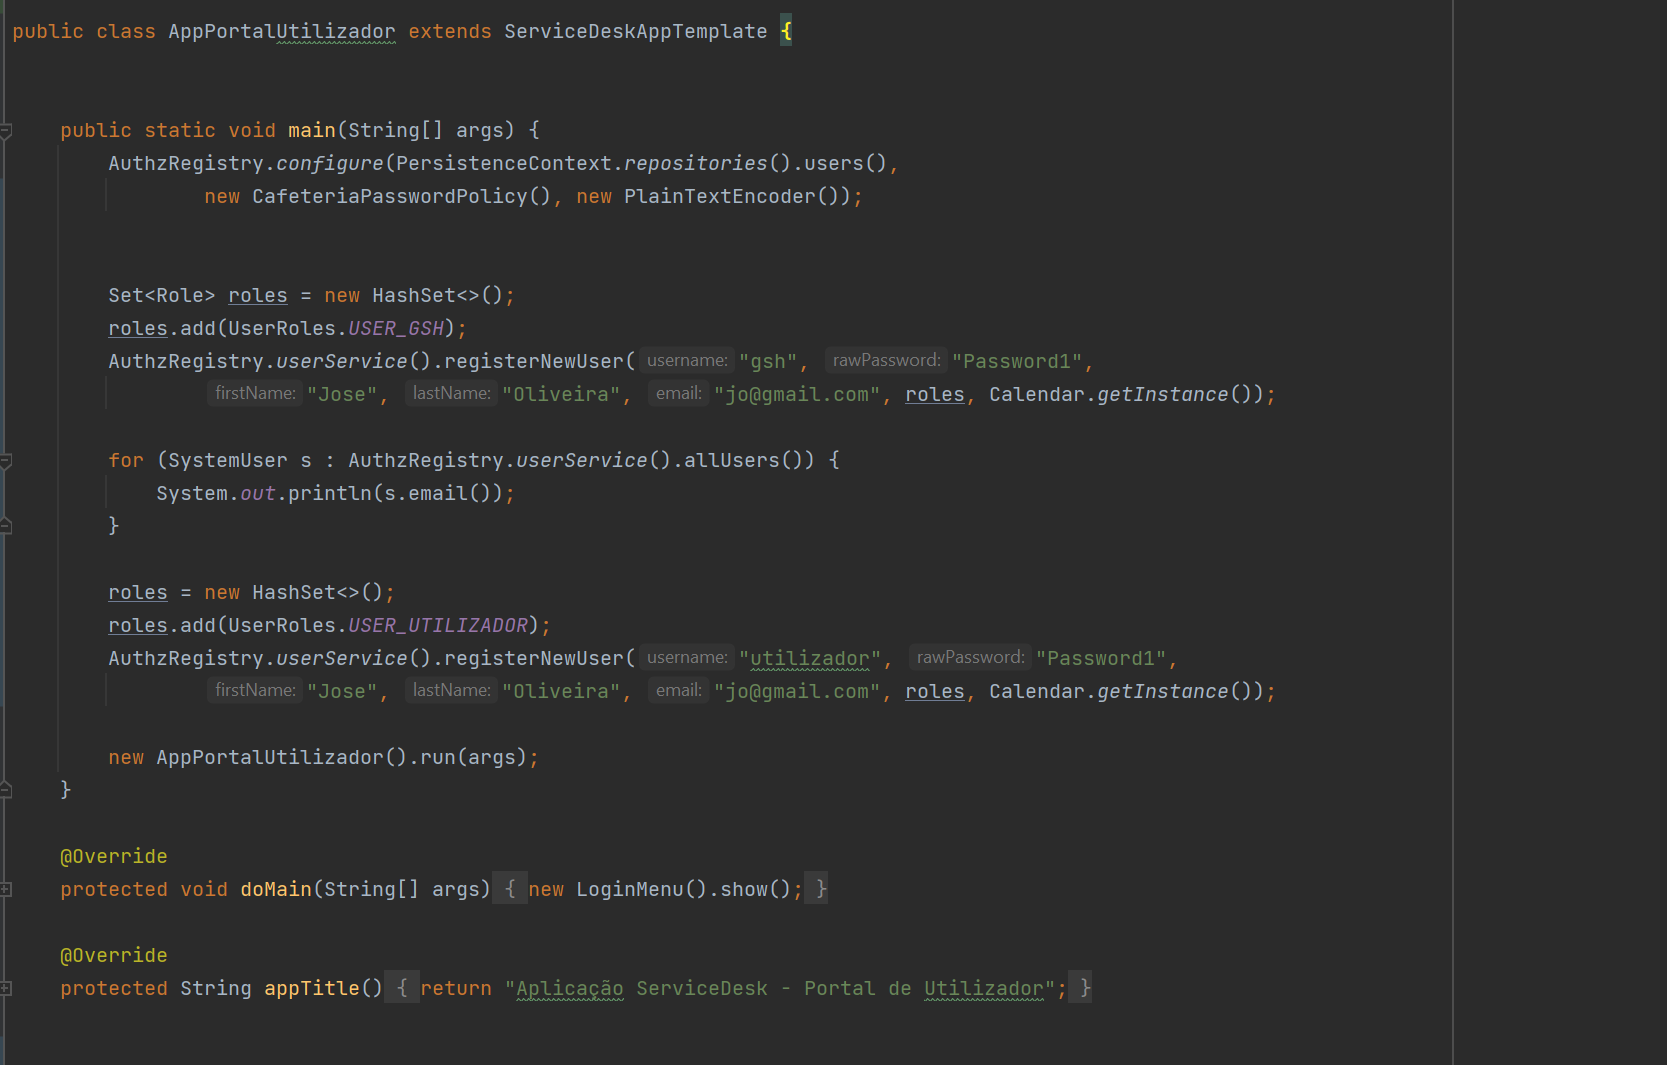 public class AppPortalUtilizador extends ServiceDeskAppTemplate {
public static void main(String[] args) {
AuthzRegistry.configure(PersistenceContext.repositories().users(),
new CafeteriaPasswordPolicy(), new PlainTextEncoder());
Set<Role> roles = new HashSet<>();
roles.add(UserRoles.USER_GSH);
AuthzRegistry.userService().registerNewUser( username: "gsh", rawPassword: "Password1",
firstName: "Jose", lastName: "Oliveira", email: "jo@gmail.com", roles, Calendar.getInstance());
for (SystemUser s : AuthzRegistry.userService().allUsers()) {
System.out.println(s.email());
}
roles = new HashSet<>();
roles.add(UserRoles.USER_UTILIZADOR);
AuthzRegistry.userService().registerNewUser( username: "utilizador", rawPassword: "Password1",
firstName: "Jose", lastName: "Oliveira", email: "jo@gmail.com", roles, Calendar.getInstance());
new AppPortalUtilizador().run(args);
}
@Override
protected void doMain(String[] args) { new LoginMenu().show(); }
@Override
protected String appTitle() { return "Aplicação ServiceDesk - Portal de Utilizador"; }